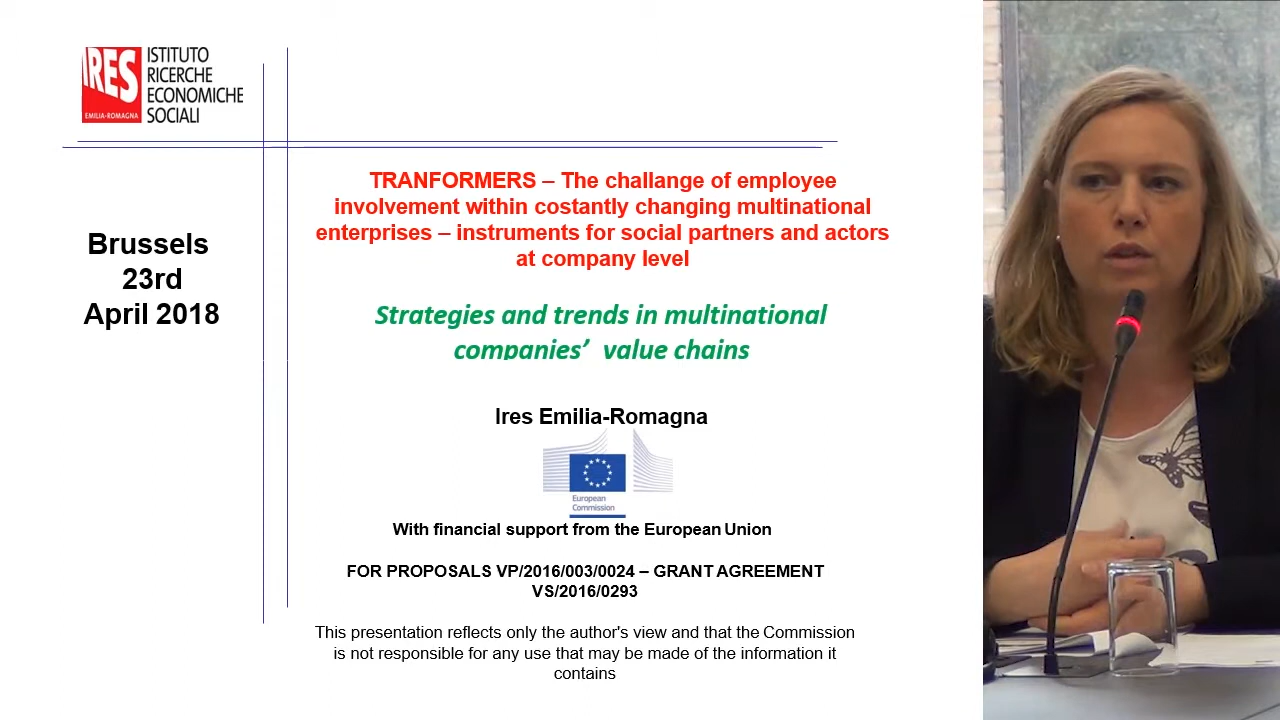 IRES
EMILIA-ROMAGNA
ISTITUTO
RICERCHE
ECONOMICHE
SOCIALI
Brussels
23rd
April 2018
TRANFORMERS – The challange of employee
involvement within costantly changing multinational
enterprises – instruments for social partners and actors
at company level
Strategies and trends in multinational
companies’ value chains
Ires Emilia-Romagna
European
Commission
With financial support from the European Union
FOR PROPOSALS VP/2016/003/0024 – GRANT AGREEMENT
VS/2016/0293
This presentation reflects only the author's view and that the Commission
is not responsible for any use that may be made of the information it
contains